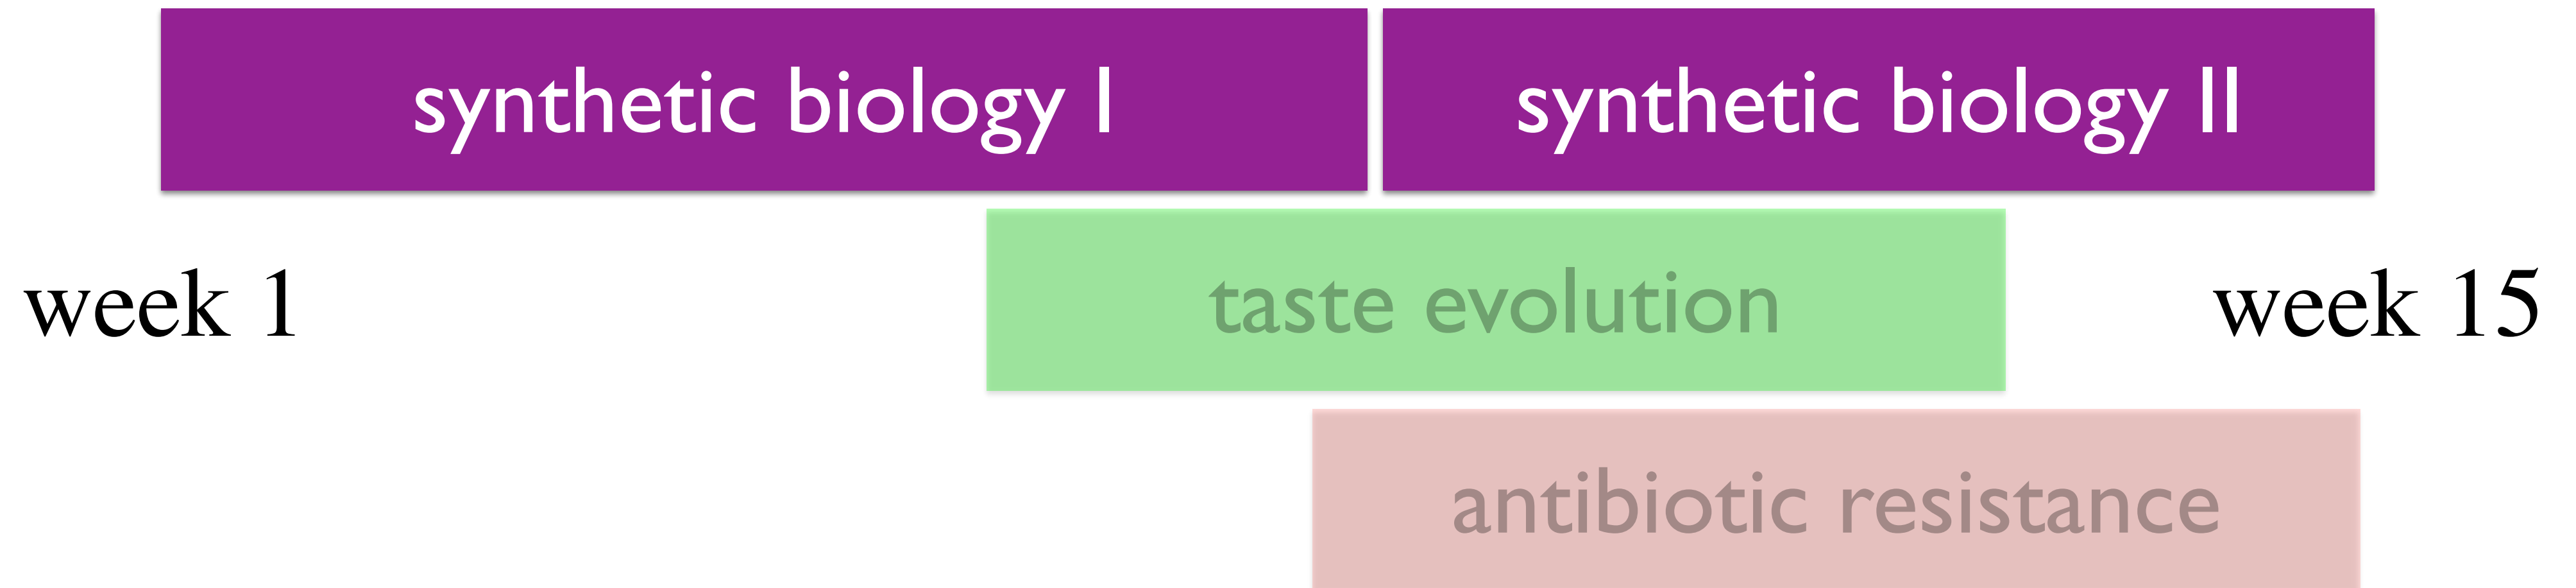 synthetic biology I
synthetic biology II
taste evolution
week 1
week 15
antibiotic resistance